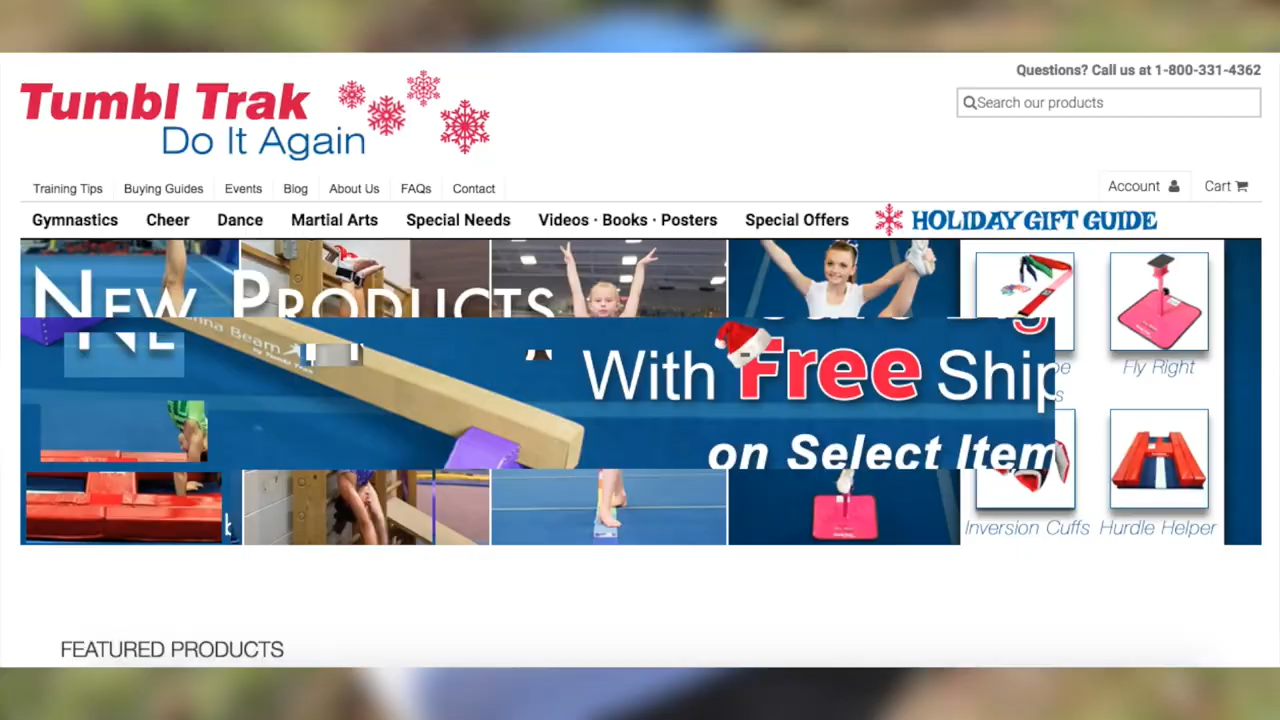 Questions? Call us at 1-800-331-4362
Tumbl Trak
Do It Again
Search our products
Training Tips Buying Guides Events Blog About Us FAQs Contact
Account Cart
Gymnastics Cheer Dance Martial Arts Special Needs Videos · Books · Posters Special Offers HOLIDAY GIFT GUIDE
NEW PRODUCTS
Beam
With Free Ship
on Select Item
Fly Right
Inversion Cuffs Hurdle Helper
FEATURED PRODUCTS